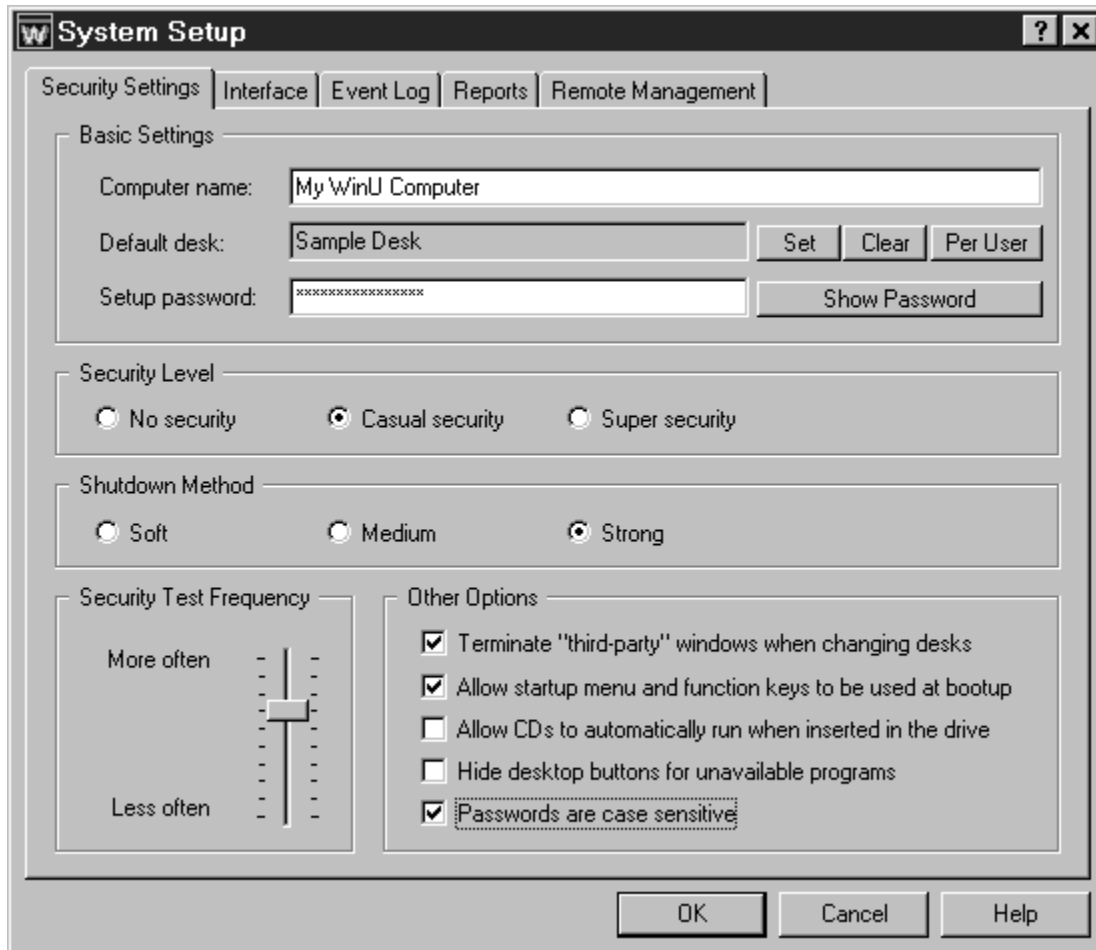 W System Setup ? ×
Security Settings Interface Event Log Reports Remote Management
Basic Settings
Computer name: My WinU Computer
Default desk: Sample Desk Set Clear Per User
Setup password: **************** Show Password
Security Level
No security Casual security Super security
Shutdown Method
Soft Medium Strong
Security Test Frequency Other Options
More often Terminate "third-party" windows when changing desks
Allow startup menu and function keys to be used at bootup
Allow CDs to automatically run when inserted in the drive
Hide desktop buttons for unavailable programs
Less often Passwords are case sensitive
OK Cancel Help